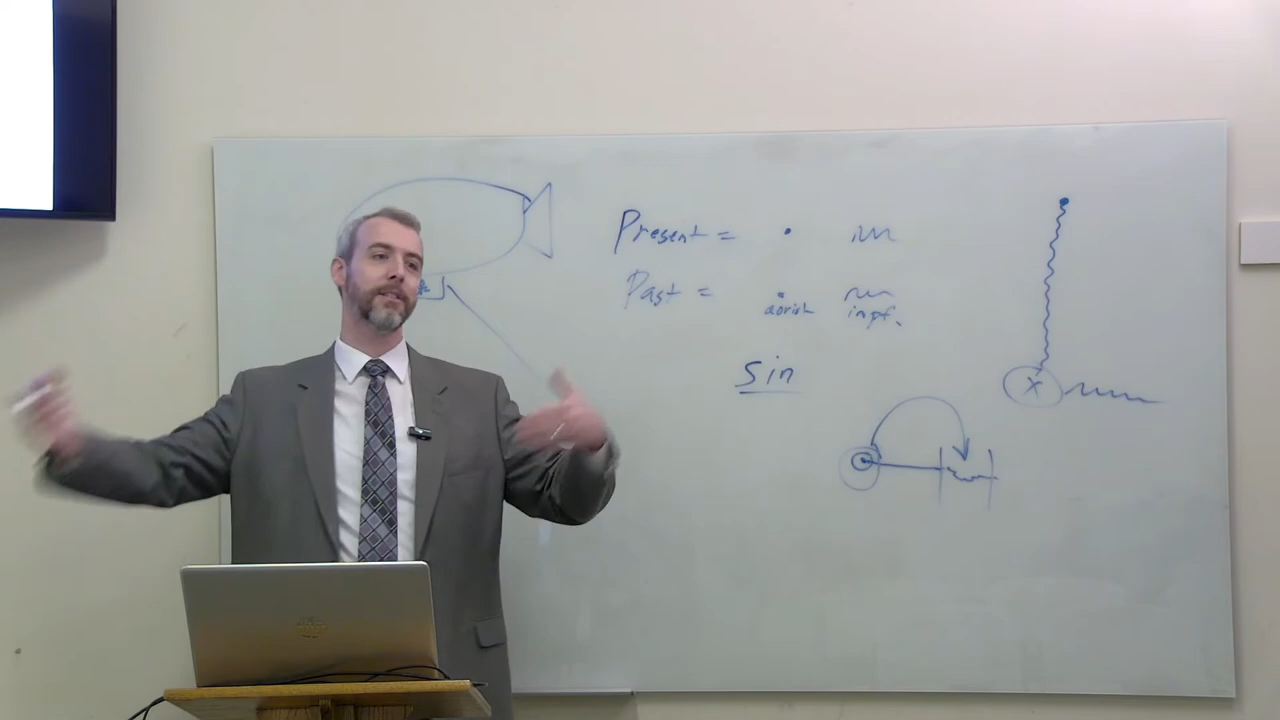 Present =
Past =
aorist impf.
sin
X